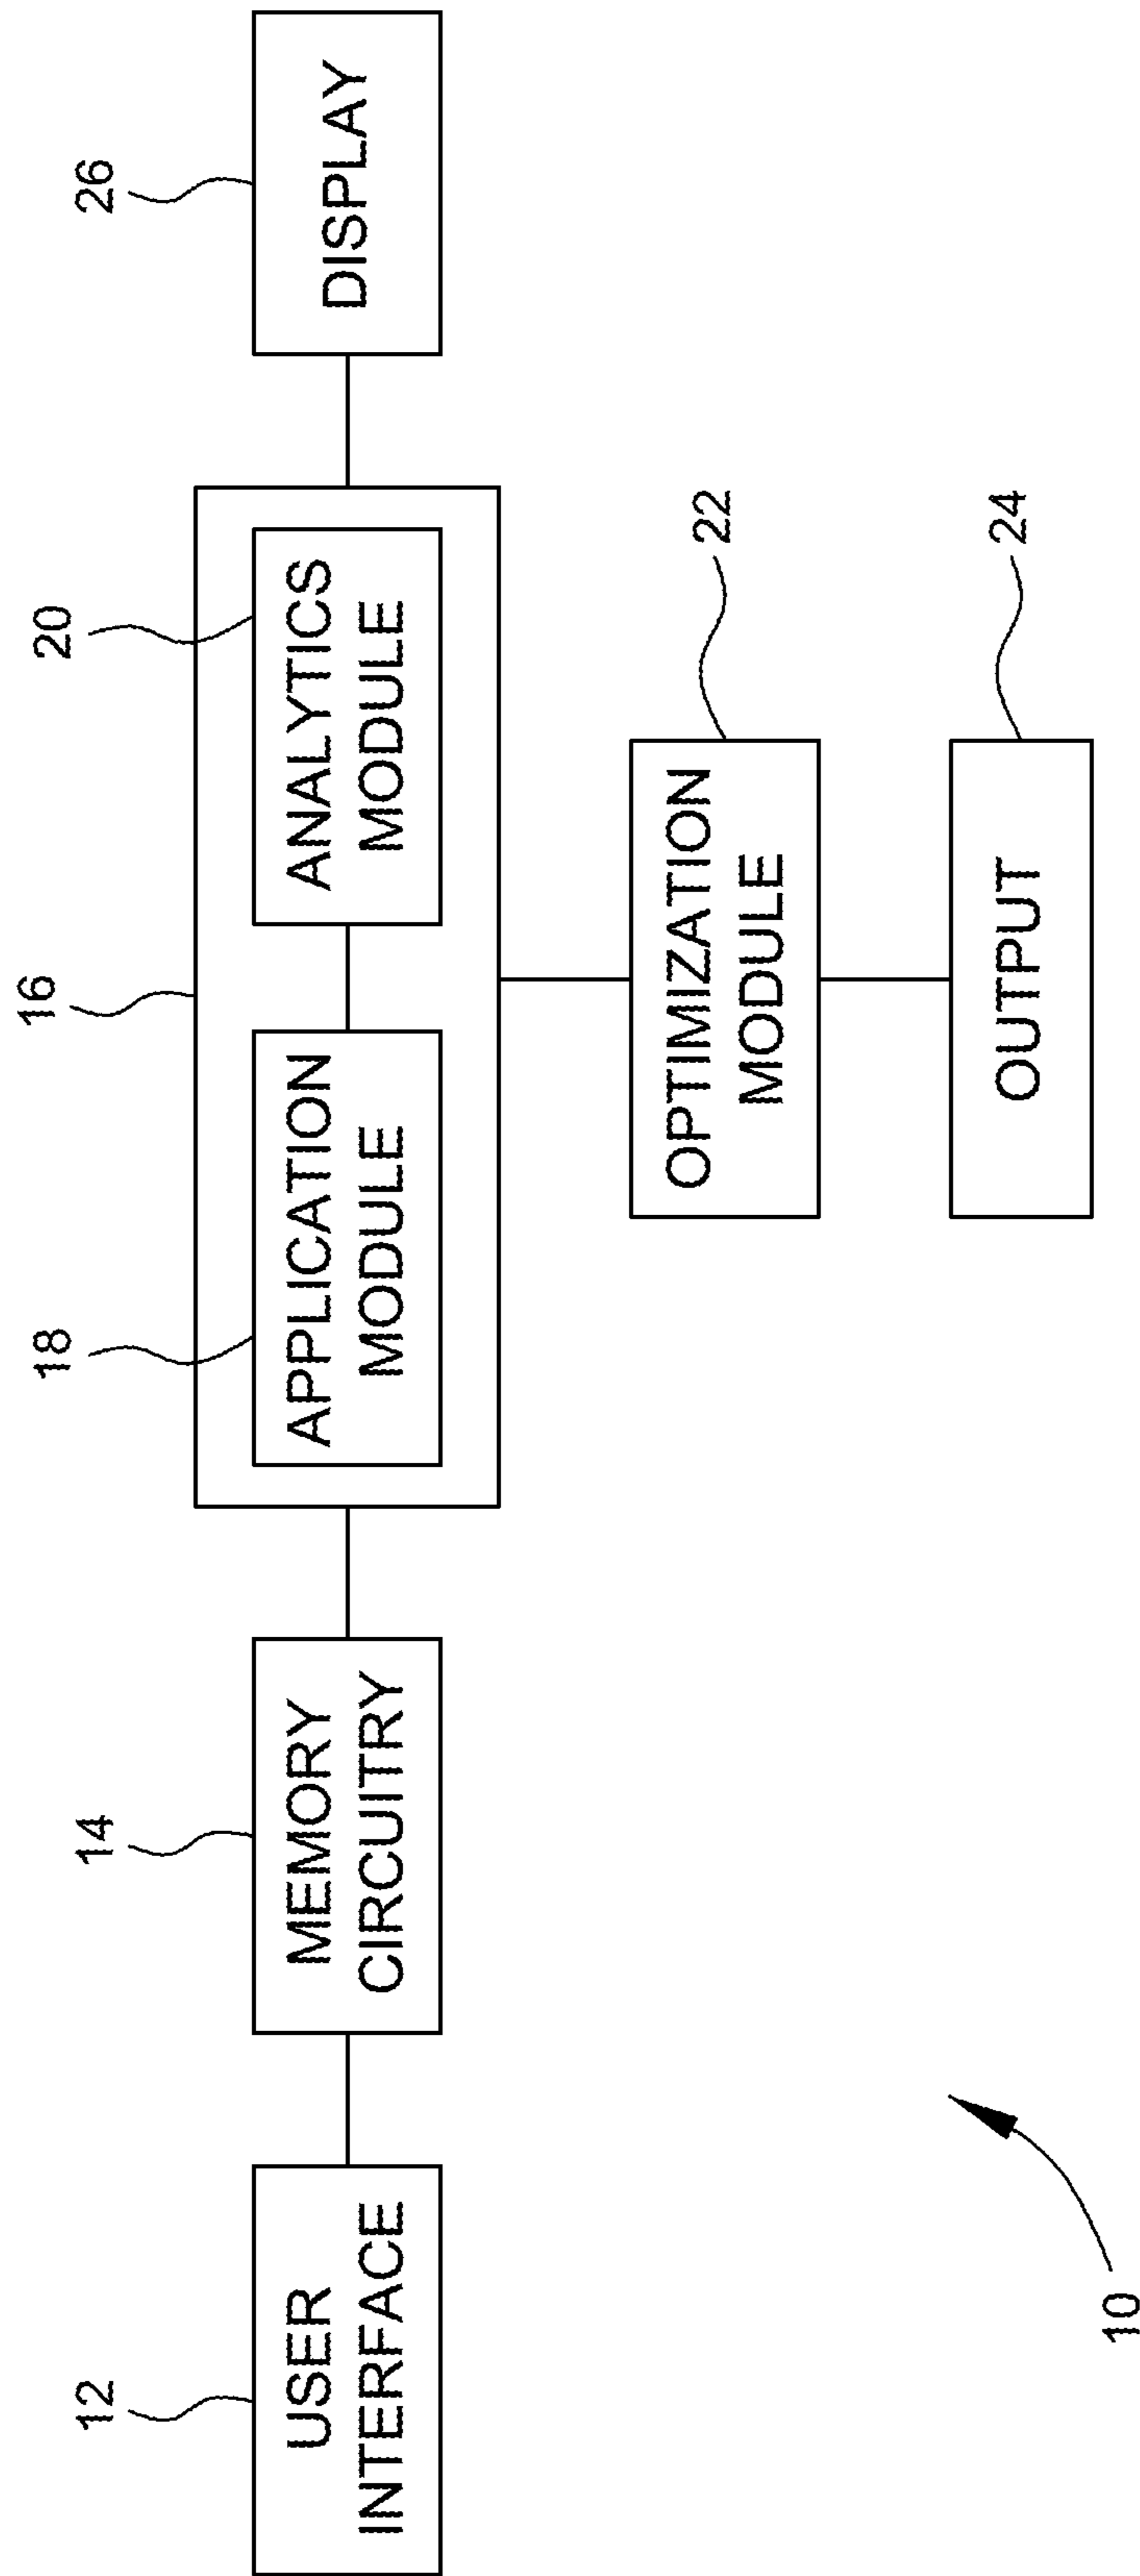 12
USER
INTERFACE
14
MEMORY
CIRCUITRY
16
18
APPLICATION
MODULE
20
ANALYTICS
MODULE
26
DISPLAY
22
OPTIMIZATION
MODULE
24
OUTPUT
10